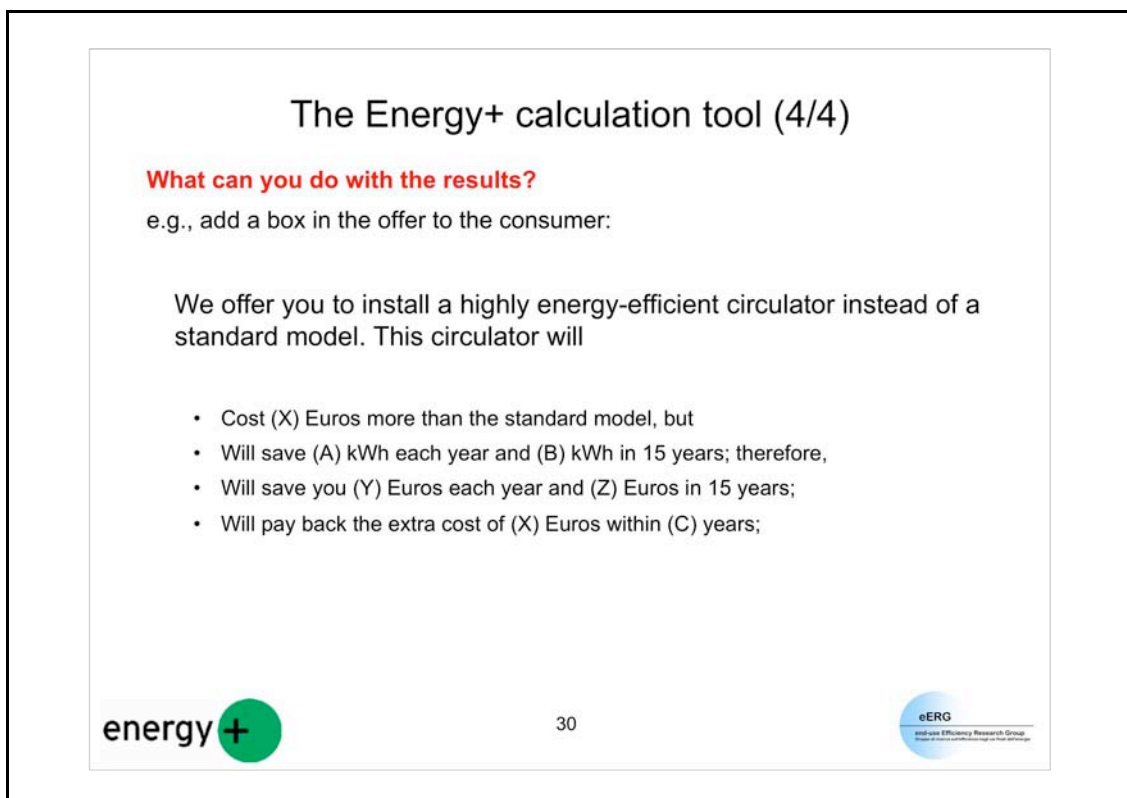 The Energy+ calculation tool (4/4)
What can you do with the results?
e.g., add a box in the offer to the consumer:
We offer you to install a highly energy-efficient circulator instead of a
standard model. This circulator will
• Cost (X) Euros more than the standard model, but
• Will save (A) kWh each year and (B) kWh in 15 years; therefore,
• Will save you (Y) Euros each year and (Z) Euros in 15 years;
• Will pay back the extra cost of (X) Euros within (C) years;
energy+
30
eERG
end-use Efficiency Research Group